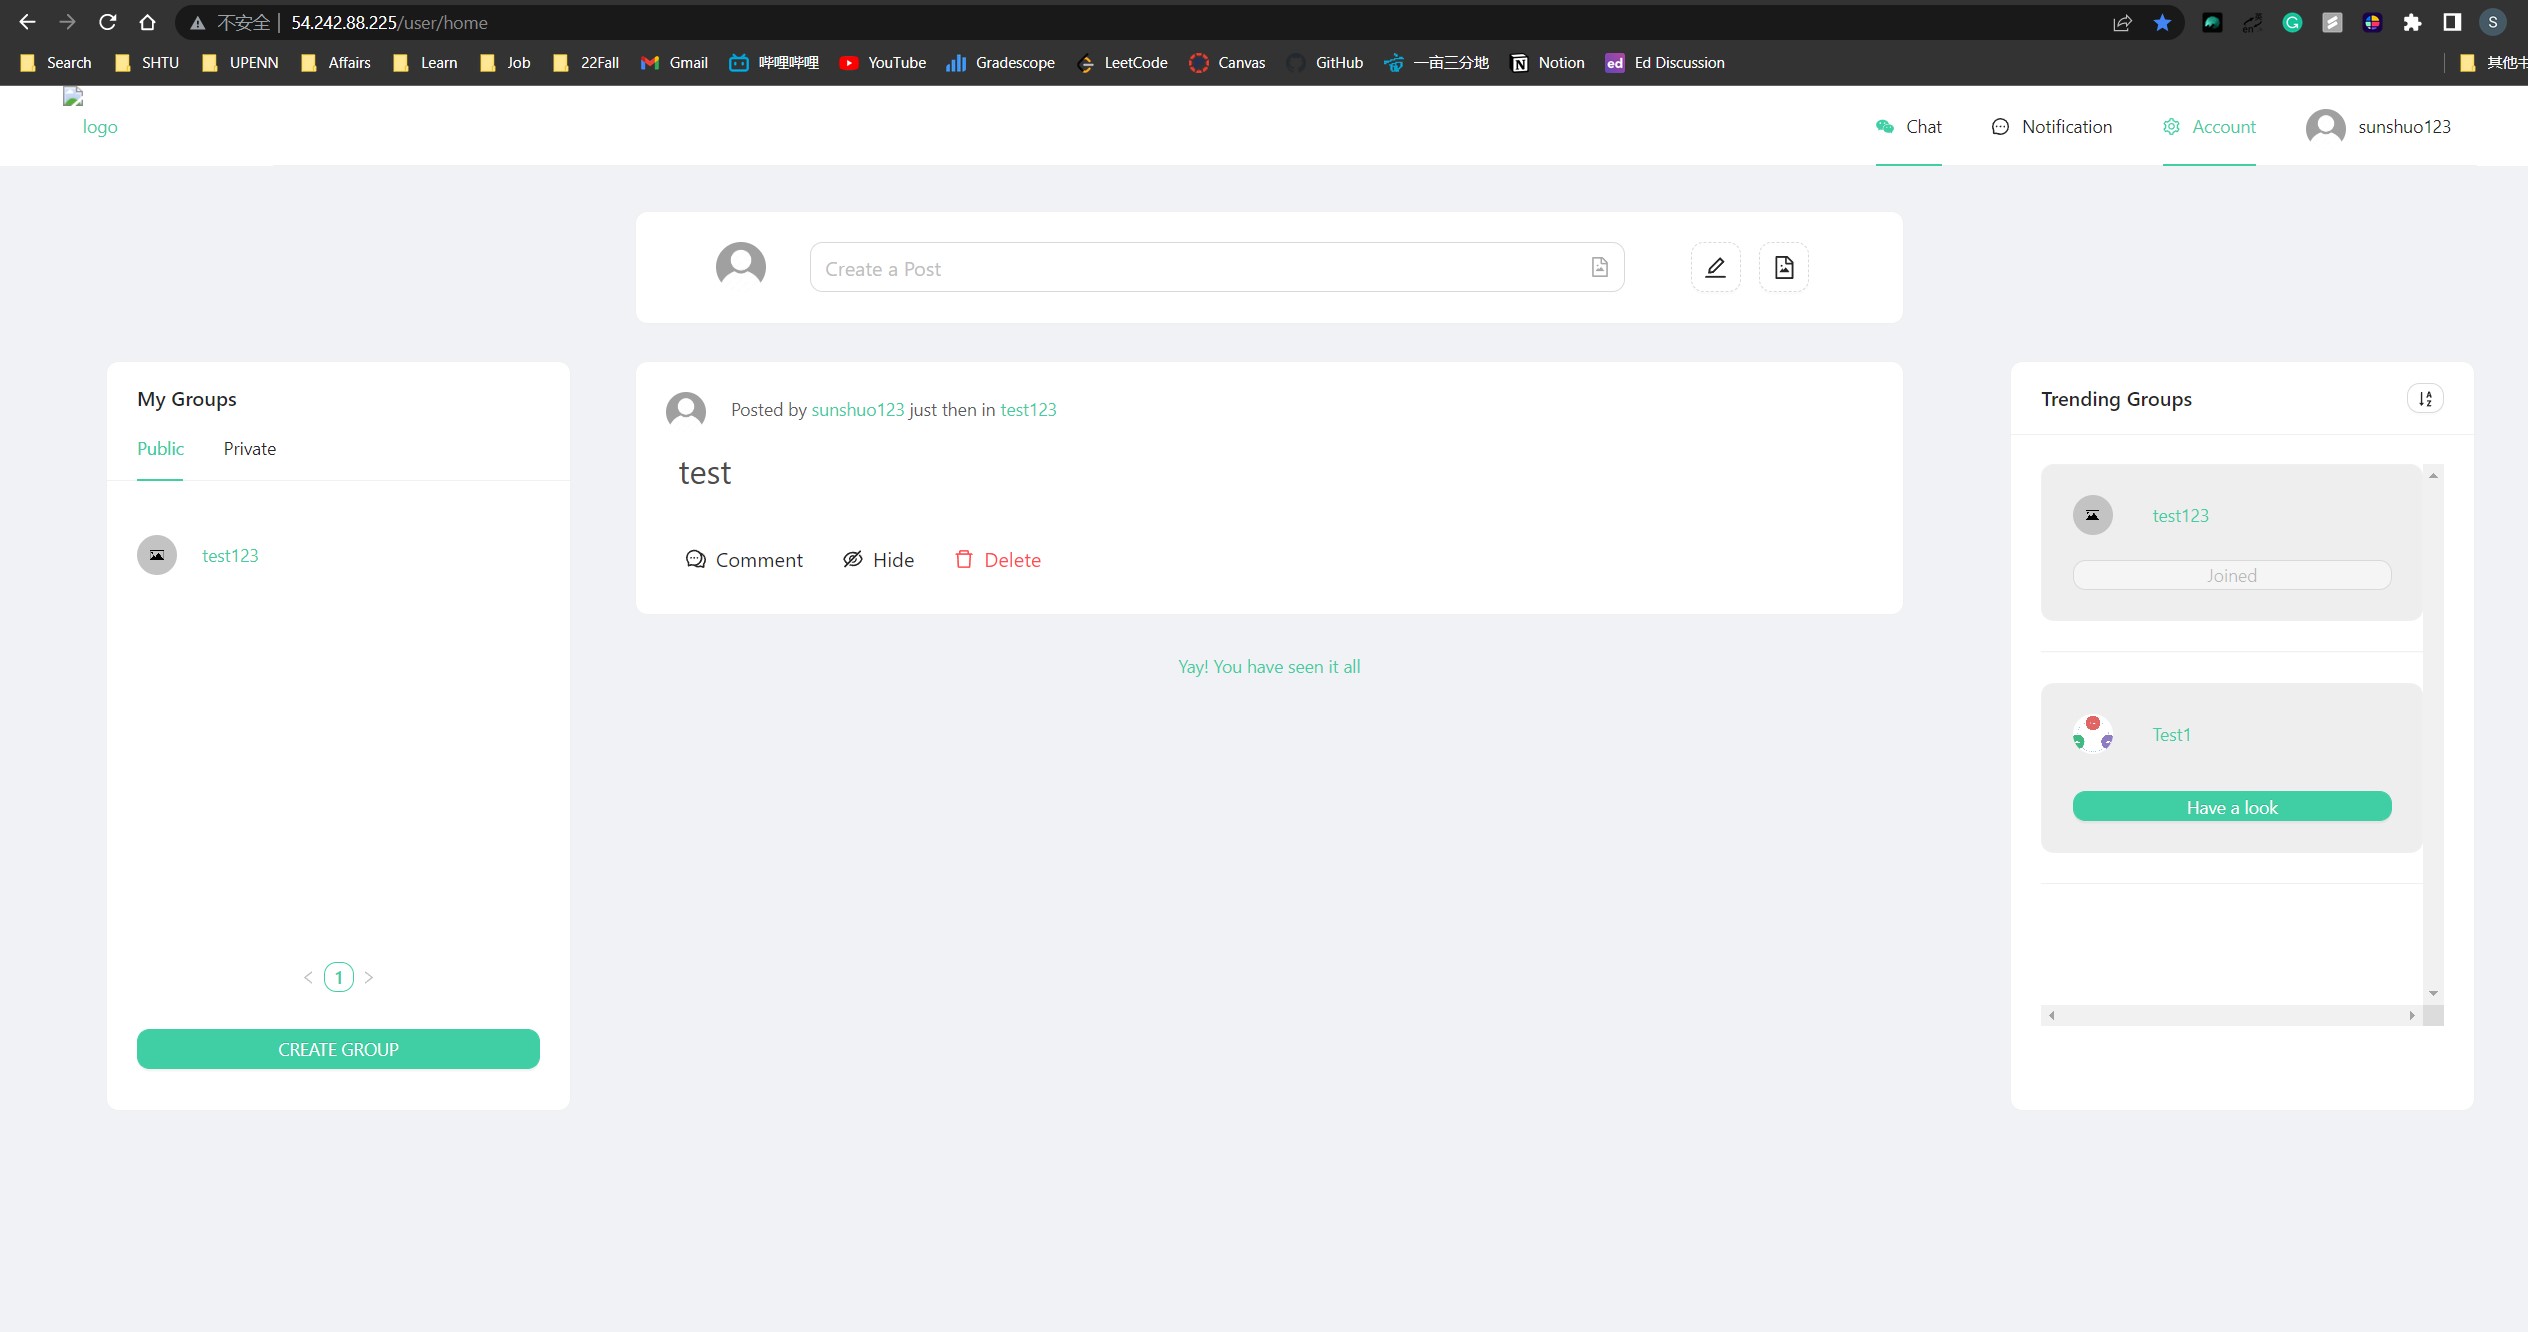 不安全 | 54.242.88.225/user/home
S
Search SHTU UPENN Affairs Learn Job 22Fall Gmail 哔哩哔哩 YouTube Gradescope LeetCode Canvas GitHub 一亩三分地 Notion ed Ed Discussion 其他书
logo
Chat Notification Account sunshuo123
Create a Post
My Groups
Public Private
test123
1
CREATE GROUP
Posted by sunshuo123 just then in test123
test
Comment Hide Delete
Yay! You have seen it all
Trending Groups
test123
Joined
Test1
Have a look